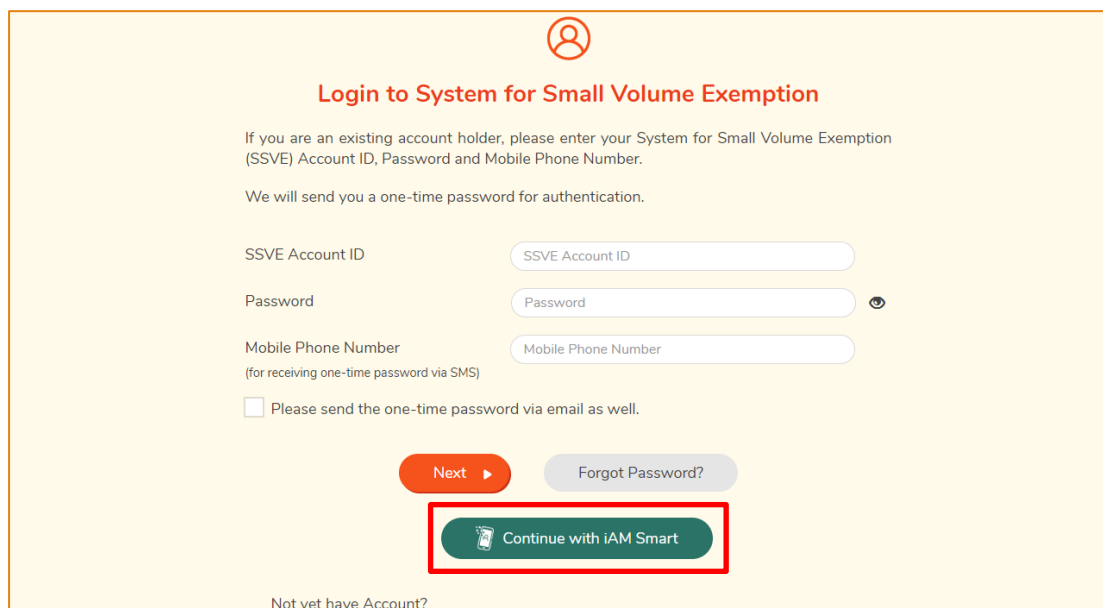 Login to System for Small Volume Exemption
If you are an existing account holder, please enter your System for Small Volume Exemption
(SSVE) Account ID, Password and Mobile Phone Number.
We will send you a one-time password for authentication.
SSVE Account ID
SSVE Account ID
Password
Password
Mobile Phone Number
Mobile Phone Number
(for receiving one-time password via SMS)
Please send the one-time password via email as well.
Next
Forgot Password?
Continue with iAM Smart
Not yet have Account?